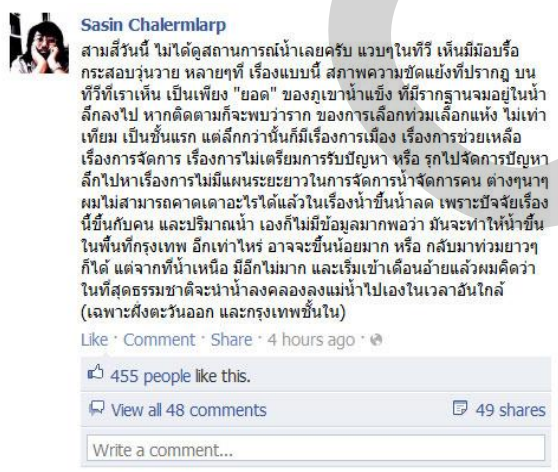 Sasin Chalermlarp
สามสี่วันนี้ ไม่ได้ดูสถานการณ์น้ำเลยครับ แวบๆในทีวี เห็นมีม๊อบรื้อ
กระสอบวุ่นวาย หลายๆที่ เรื่องแบบนี้ สภาพความขัดแย้งที่ปรากฏ บน
ทีวีที่เราเห็น เป็นเพียง "ยอด" ของภูเขาน้ำแข็ง ที่มีรากฐานจมอยู่ในน้ำ
ลึกลงไป หากติดตามก็จะพบว่าราก ของการเลือกท่วมเลือกแห้ง ไม่เท่า
เทียม เป็นชั้นแรก แต่ลึกกว่านั้นก็มีเรื่องการเมือง เรื่องการช่วยเหลือ
เรื่องการจัดการ เรื่องการไม่เตรียมการรับปัญหา หรือ รุกไปจัดการปัญหา
ลึกไปหาเรื่องการไม่มีแผนระยะยาวในการจัดการน้ำจัดการคน ต่างๆนาๆ
ผมไม่สามารถคาดเดาอะไรได้แล้วในเรื่องน้ำขึ้นน้ำลด เพราะปัจจัยเรื่อง
นี้ขึ้นกับคน และปริมาณน้ำ เองก็ไม่มีข้อมูลมากพอว่า มันจะทำให้น้ำขึ้น
ในพื้นที่กรุงเทพ อีกเท่าไหร่ อาจจะขึ้นน้อยมาก หรือ กลับมาท่วมยาวๆ
ก็ได้ แต่จากที่น้ำเหนือ มีอีกไม่มาก และเริ่มเข้าเดือนอ้ายแล้วผมคิดว่า
ในที่สุดธรรมชาติจะนำน้ำลงคลองลงแม่น้ำไปเองในเวลาอันใกล้
(เฉพาะฝั่งตะวันออก และกรุงเทพชั้นใน)
Like · Comment · Share · 4 hours ago ·
455 people like this.
View all 48 comments 49 shares
Write a comment...